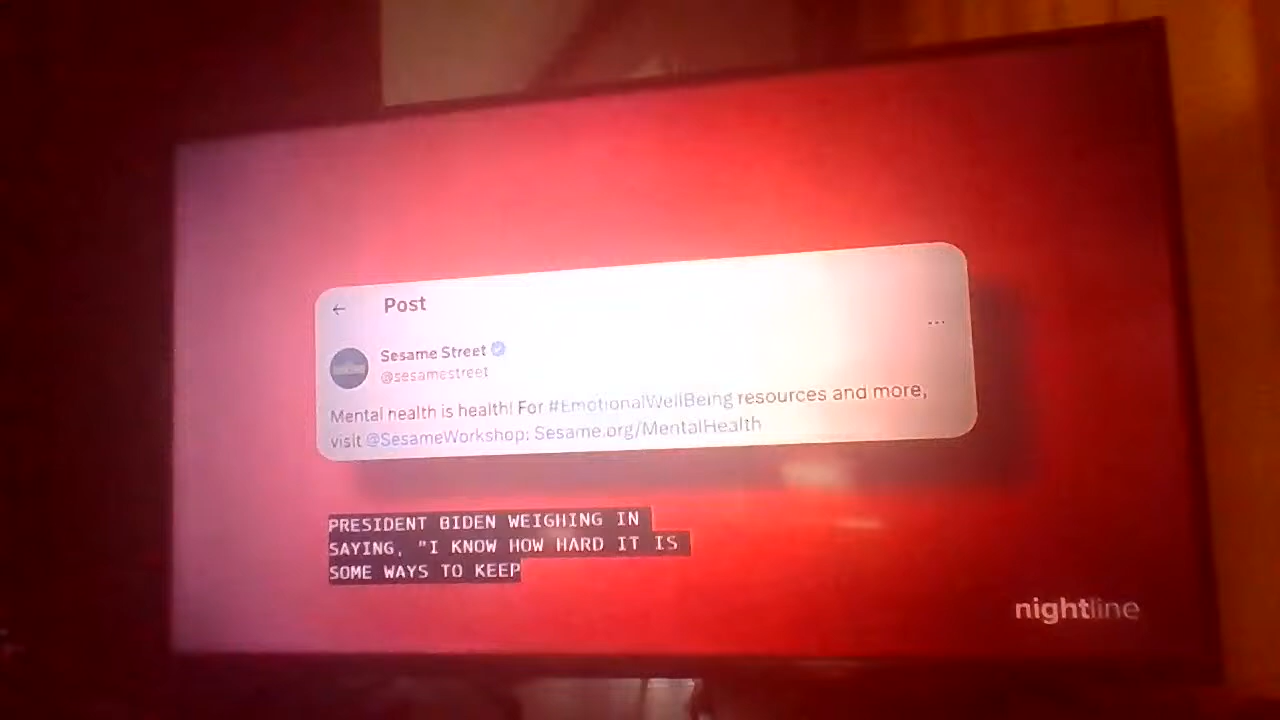 ← Post
...
Sesame Street
@sesamestreet
Mental health is health! For #EmotionalWellBeing resources and more,
visit @SesameWorkshop: Sesame.org/MentalHealth
PRESIDENT BIDEN WEIGHING IN
SAYING, "I KNOW HOW HARD IT IS
SOME WAYS TO KEEP
nightline